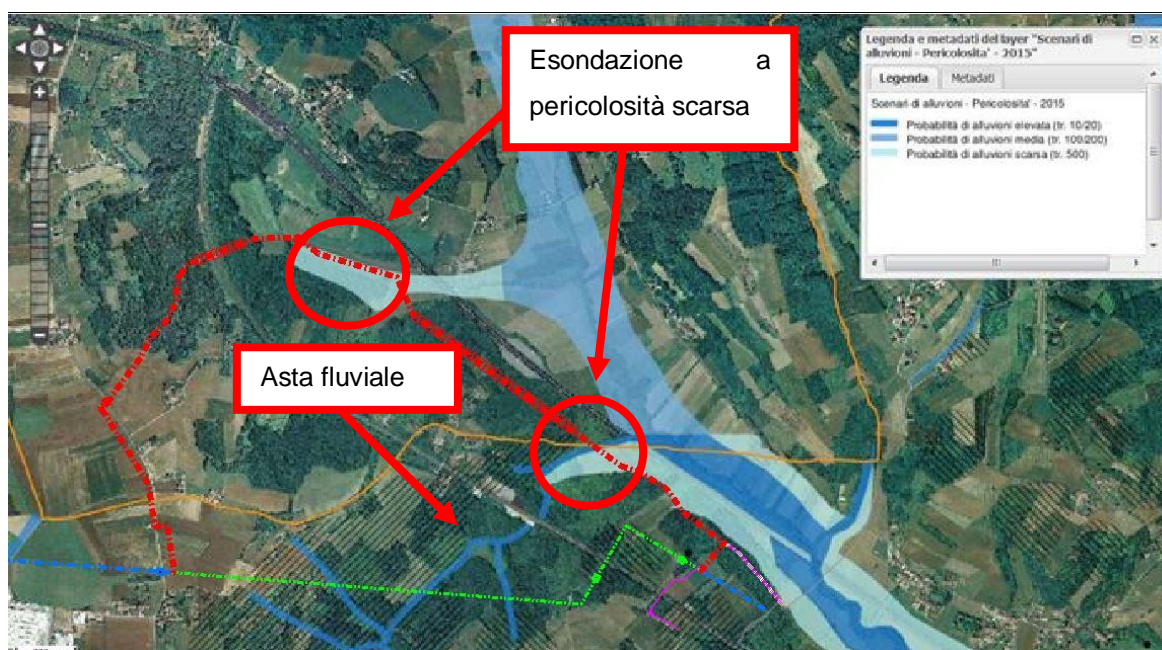 Esondazione a
pericolosità scarsa
Legenda e metadati del layer "Scenari di
alluvioni - Pericolosita' - 2015"
Legenda
Metadati
Scenari di alluvioni - Pericolosita' - 2015
Probabilità di alluvioni elevata (tr. 10/20)
Probabilità di alluvioni media (tr. 100/200)
Probabilità di alluvioni scarsa (tr. 500)
Asta fluviale